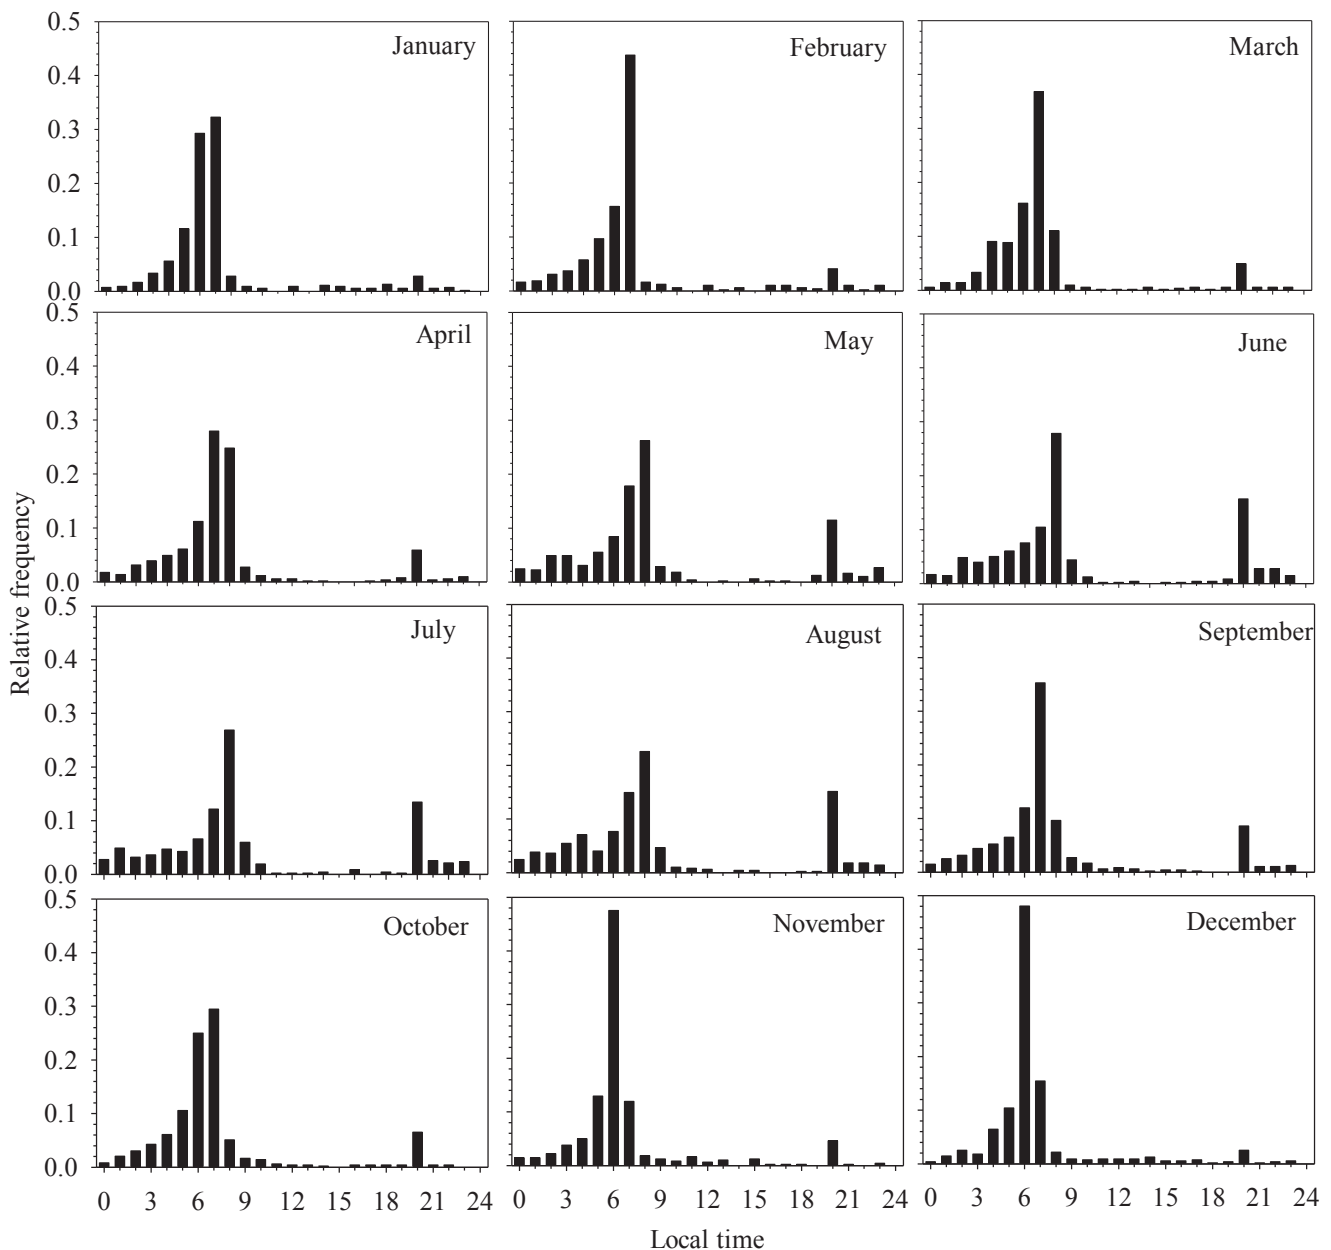 0.5
January
February
March
0.4
0.3
0.2
0.1
0.0
0.5
April
May
June
0.4
0.3
0.2
0.1
0.0
0.5
July
August
September
0.4
0.3
0.2
0.1
0.0
0.5
October
November
December
0.4
0.3
0.2
0.1
0.0
Relative frequency
0 3 6 9 12 15 18 21 24
0 3 6 9 12 15 18 21 24
0 3 6 9 12 15 18 21 24
Local time